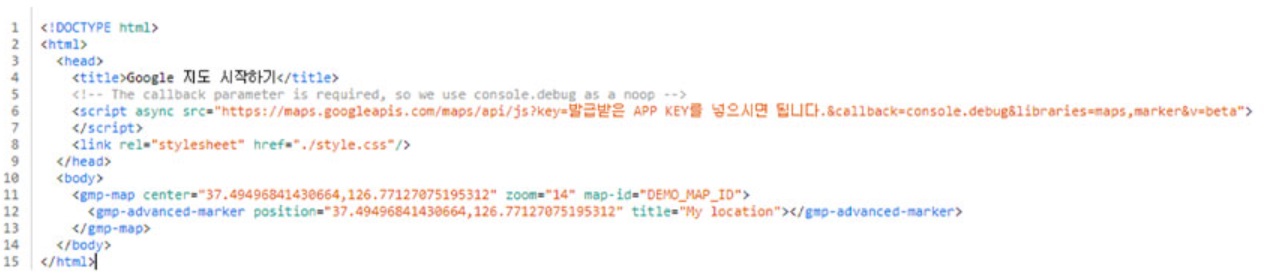 1 <!DOCTYPE html>
2 <html>
3 <head>
4 <title>Google 지도 시작하기</title>
5 <!-- The callback parameter is required, so we use console.debug as a noop -->
6 <script async src="https://maps.googleapis.com/maps/api/js?key=발급받은 APP KEY를 넣으시면 됩니다.&callback=console.debug&libraries=maps,marker&v=beta">
7 </script>
8 <link rel="stylesheet" href="./style.css"/>
9 </head>
10 <body>
11 <gmp-map center="37.49496841430664,126.77127075195312" zoom="14" map-id="DEMO_MAP_ID">
12 <gmp-advanced-marker position="37.49496841430664,126.77127075195312" title="My location"></gmp-advanced-marker>
13 </gmp-map>
14 </body>
15 </html>